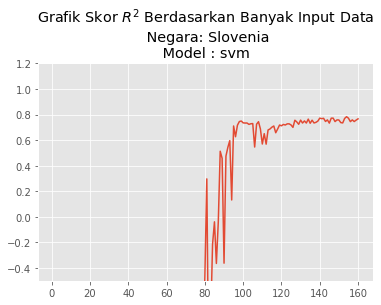 Grafik Skor R² Berdasarkan Banyak Input Data
Negara: Slovenia
Model : svm
1.2
1.0
0.8
0.6
0.4
0.2
0.0
−0.2
−0.4
0 20 40 60 80 100 120 140 160